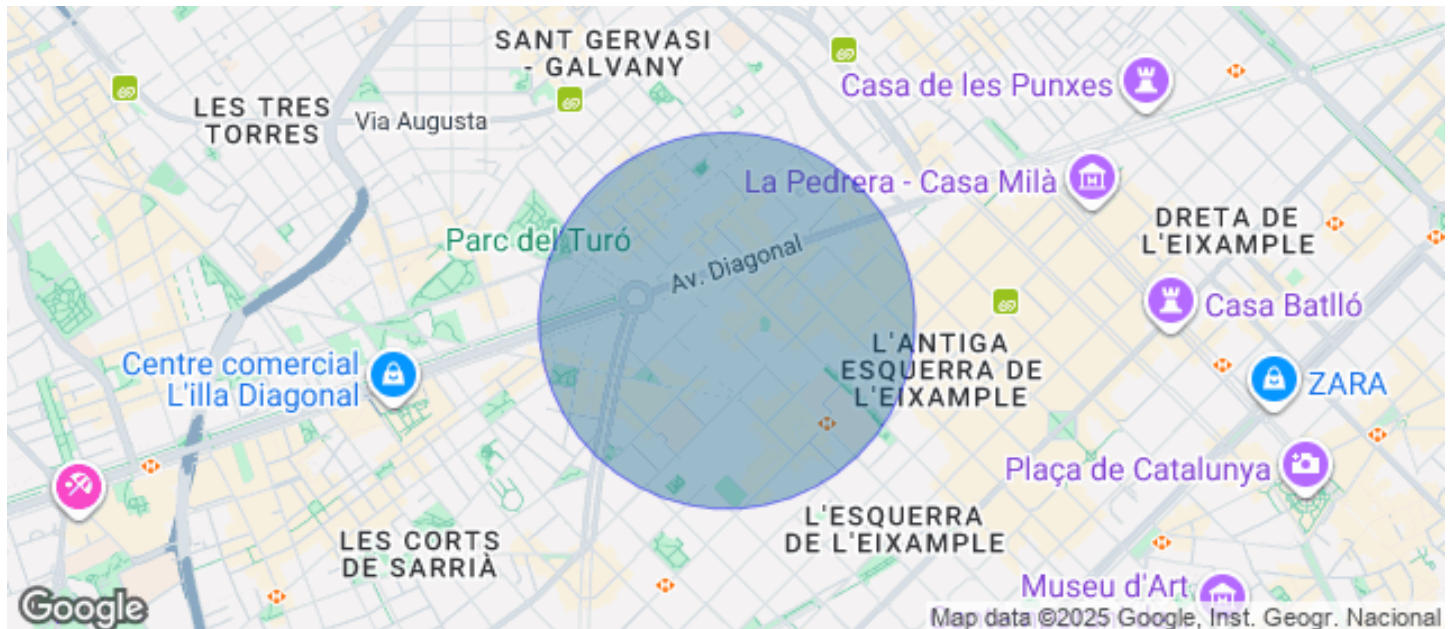 SANT GERVASI
- GALVANY
Casa de les Punxes
LES TRES
TORRES
Via Augusta
La Pedrera - Casa Milà
DRETA DE
L'EIXAMPLE
Parc del Turó
Av. Diagonal
Casa Batlló
L'ANTIGA
ESQUERRA DE
L'EIXAMPLE
Centre comercial
L'illa Diagonal
ZARA
Plaça de Catalunya
L'ESQUERRA
DE L'EIXAMPLE
LES CORTS
DE SARRIÀ
Museu d'Art
Google
Map data ©2025 Google, Inst. Geogr. Nacional